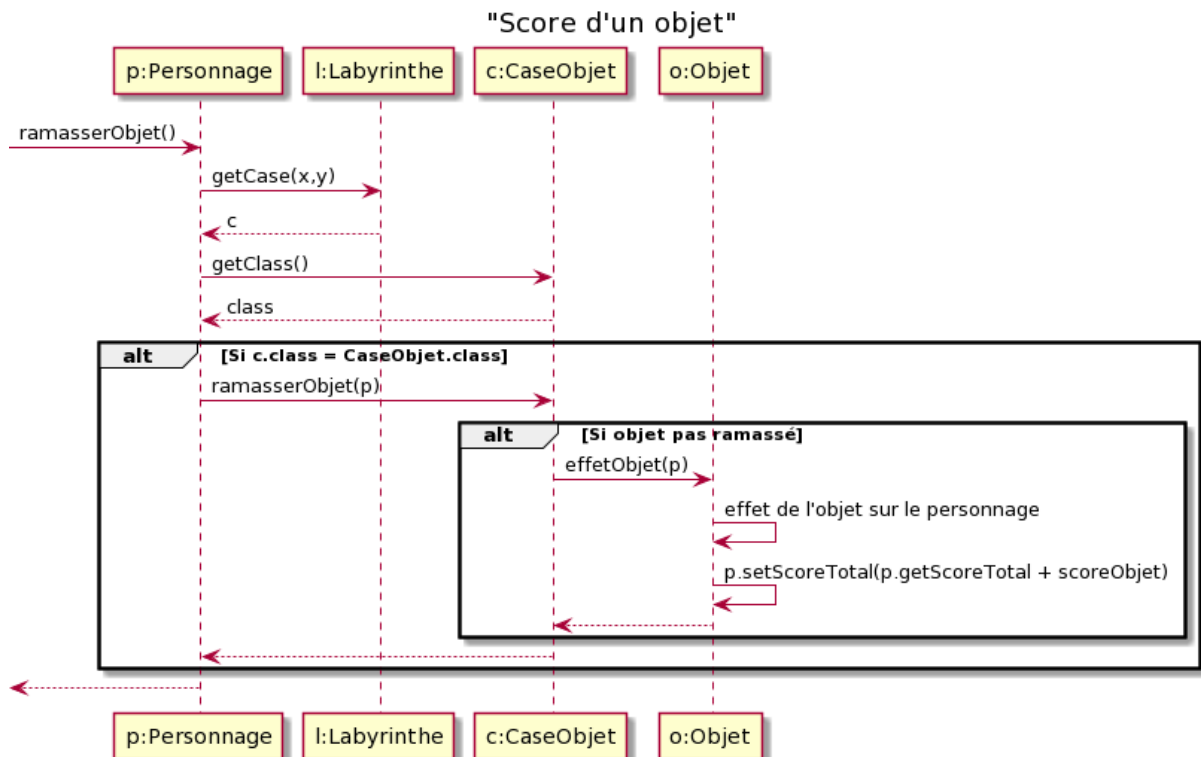 "Score d'un objet"
p:Personnage l:Labyrinthe c:CaseObjet o:Objet
ramasserObjet()
getCase(x,y)
c
getClass()
class
alt [Si c.class = CaseObjet.class]
ramasserObjet(p)
alt [Si objet pas ramassé]
effetObjet(p)
effet de l'objet sur le personnage
p.setScoreTotal(p.getScoreTotal + scoreObjet)
p:Personnage l:Labyrinthe c:CaseObjet o:Objet